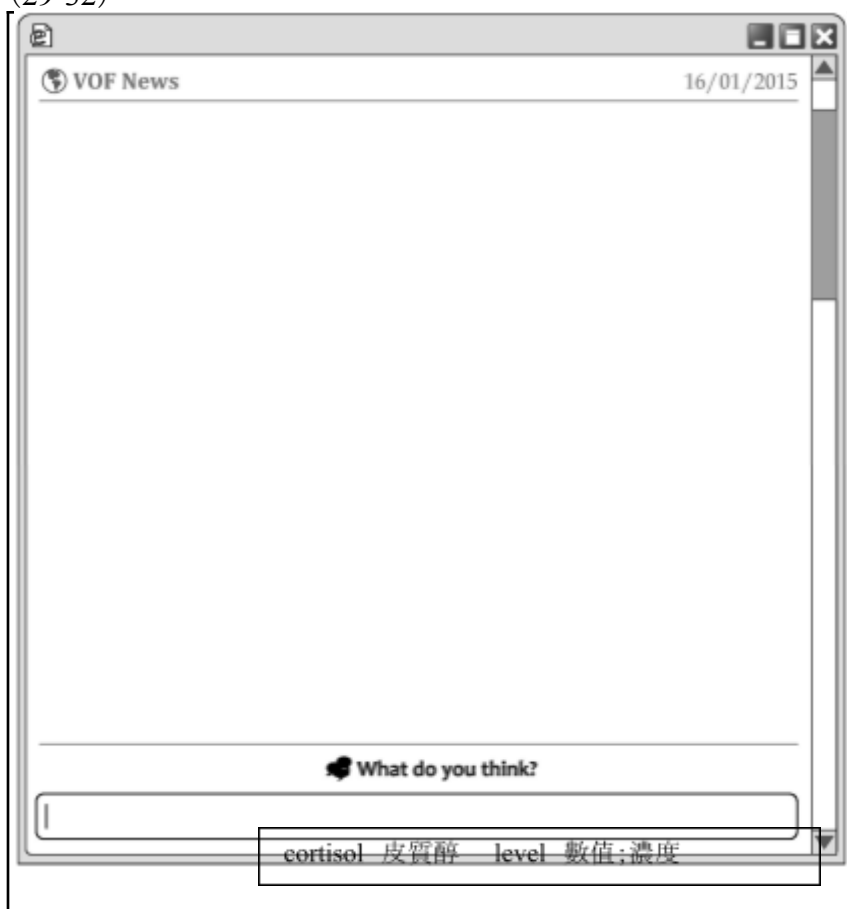 (29-32)
VOF News 16/01/2015
What do you think?
cortisol 皮質醇 level 數值;濃度